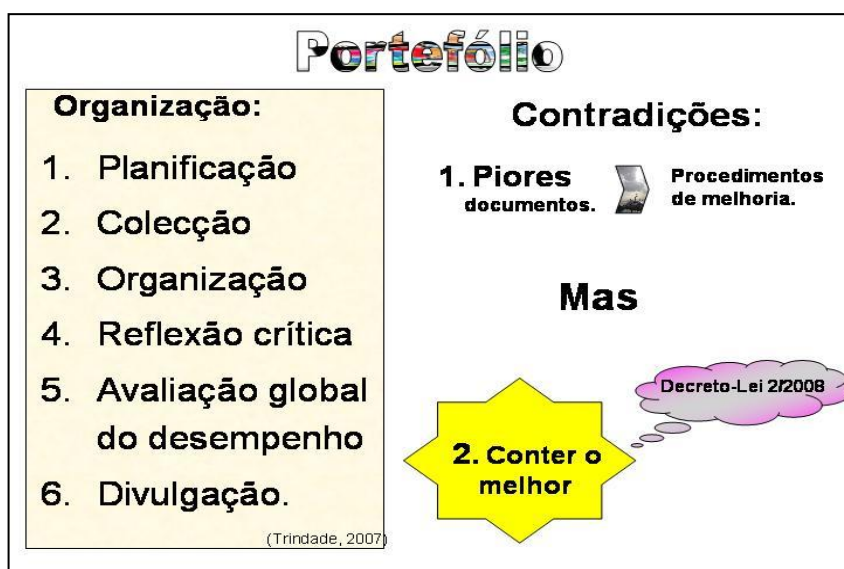 Portefólio
Organização:
1. Planificação
2. Colecção
3. Organização
4. Reflexão crítica
5. Avaliação global
do desempenho
6. Divulgação.
(Trindade, 2007)
Contradições:
1. Piores
documentos.
Procedimentos
de melhoria.
Mas
Decreto-Lei 2/2008
2. Conter o
melhor